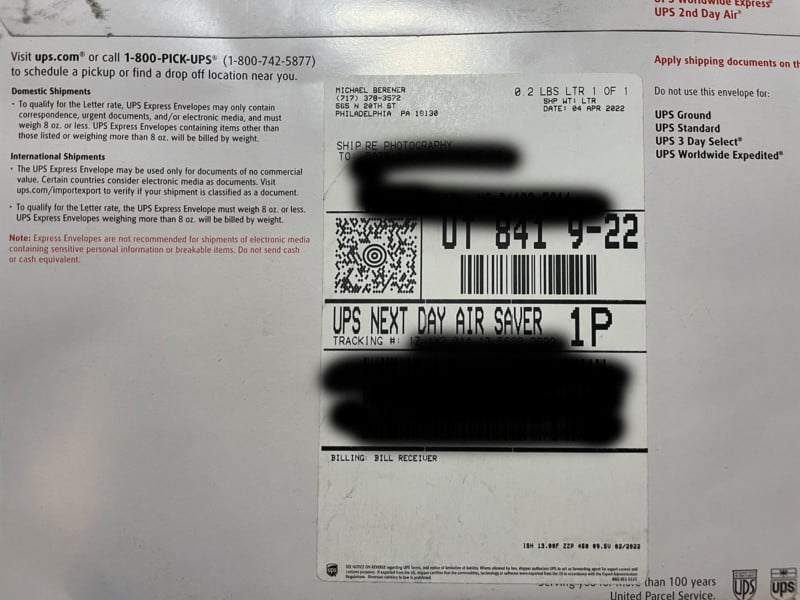 UPS Worldwide Express®
UPS 2nd Day Air®
Visit ups.com® or call 1-800-PICK-UPS® (1-800-742-5877)
to schedule a pickup or find a drop off location near you.
Domestic Shipments
• To qualify for the Letter rate, UPS Express Envelopes may only contain
correspondence, urgent documents, and/or electronic media, and must
weigh 8 oz. or less. UPS Express Envelopes containing items other than
those listed or weighing more than 8 oz. will be billed by weight.
International Shipments
• The UPS Express Envelope may be used only for documents of no commercial
value. Certain countries consider electronic media as documents. Visit
ups.com/importexport to verify if your shipment is classified as a document.
• To qualify for the Letter rate, the UPS Express Envelope must weigh 8 oz. or less.
UPS Express Envelopes weighing more than 8 oz. will be billed by weight.
Note: Express Envelopes are not recommended for shipments of electronic media
containing sensitive personal information or breakable items. Do not send cash
or cash equivalent.
MICHAEL BERENER
(717) 378-3572
565 N 20TH ST
PHILADELPHIA PA 19130
0.2 LBS LTR 1 OF 1
SHP WT: LTR
DATE: 04 APR 2022
SHIP RE PHOTOGRAPHY
TO
UT 841 9-22
UPS NEXT DAY AIR SAVER 1P
TRACKING #:
BILLING: BILL RECEIVER
ISH 13.00F ZZP 450 09.5U 02/2022
ups
Apply shipping documents on th
Do not use this envelope for:
UPS Ground
UPS Standard
UPS 3 Day Select®
UPS Worldwide Expedited®
than 100 years
United Parcel Service.
ups
ups